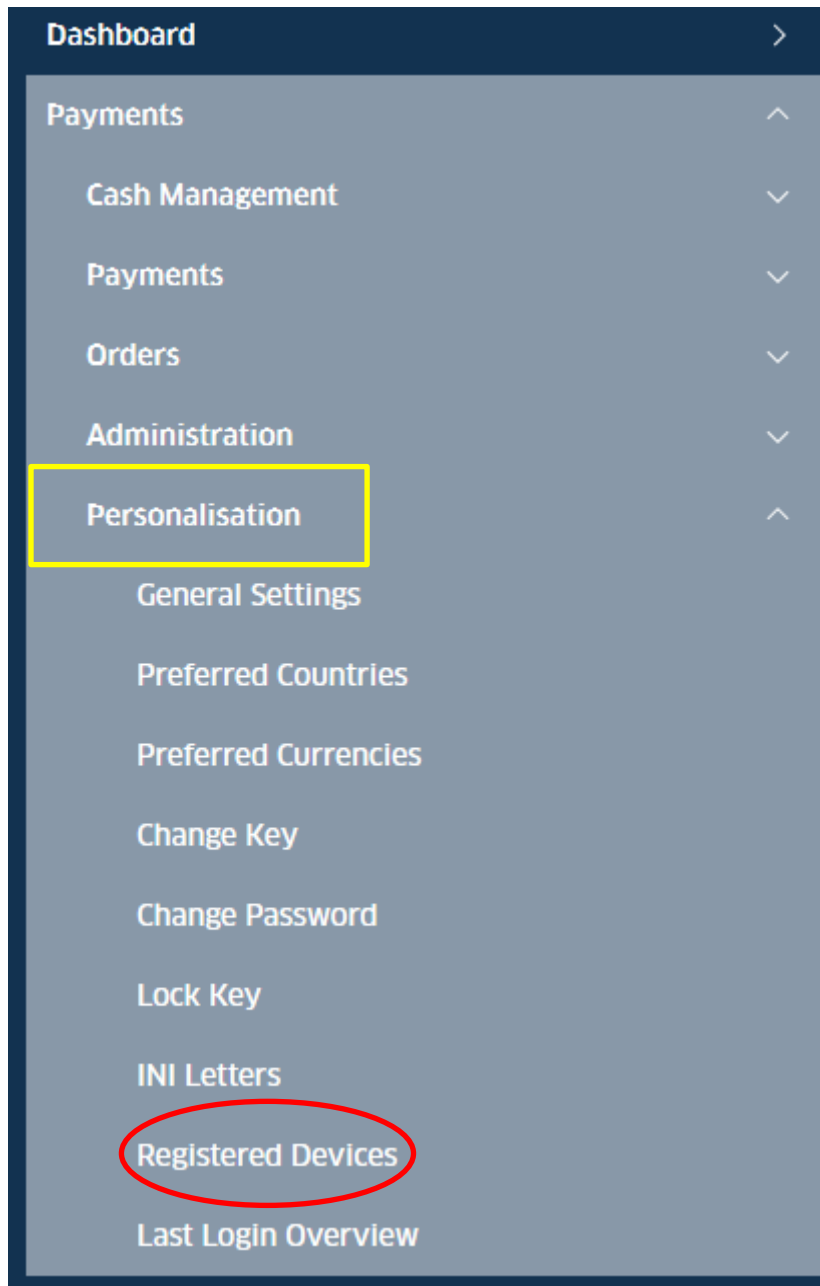 Dashboard
Payments
Cash Management
Payments
Orders
Administration
Personalisation
General Settings
Preferred Countries
Preferred Currencies
Change Key
Change Password
Lock Key
INI Letters
Registered Devices
Last Login Overview